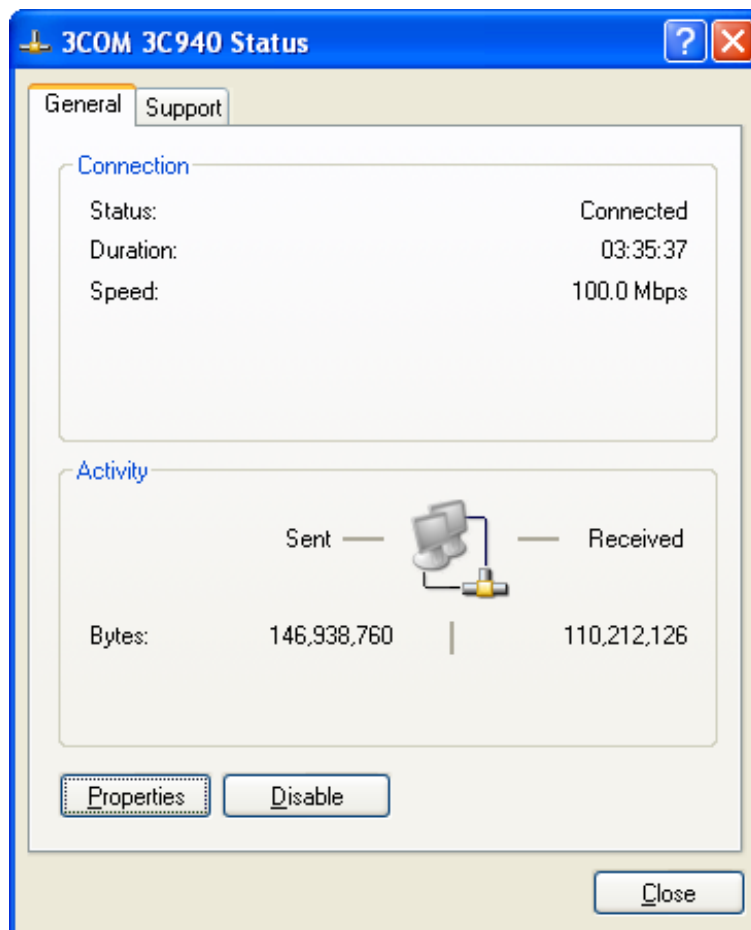 3COM 3C940 Status
General Support
Connection
Status: Connected
Duration: 03:35:37
Speed: 100.0 Mbps
Activity
Sent Received
Bytes: 146,938,760 110,212,126
Properties Disable
Close